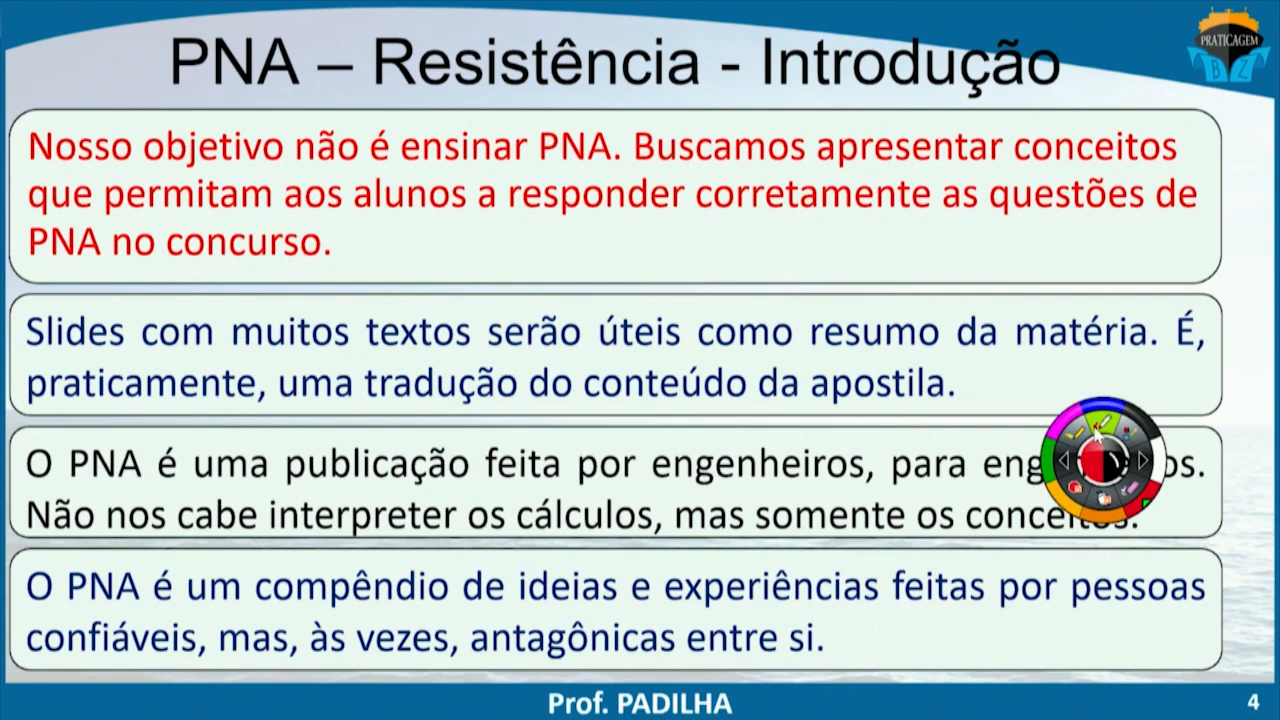 PNA – Resistência - Introdução
PRATICAGEM
B Z
Nosso objetivo não é ensinar PNA. Buscamos apresentar conceitos
que permitam aos alunos a responder corretamente as questões de
PNA no concurso.
Slides com muitos textos serão úteis como resumo da matéria. É,
praticamente, uma tradução do conteúdo da apostila.
O PNA é uma publicação feita por engenheiros, para
Não nos cabe interpreter os cálculos, mas somente os conceitos.
O PNA é um compêndio de ideias e experiências feitas por pessoas
confiáveis, mas, às vezes, antagônicas entre si.
Prof. PADILHA
4